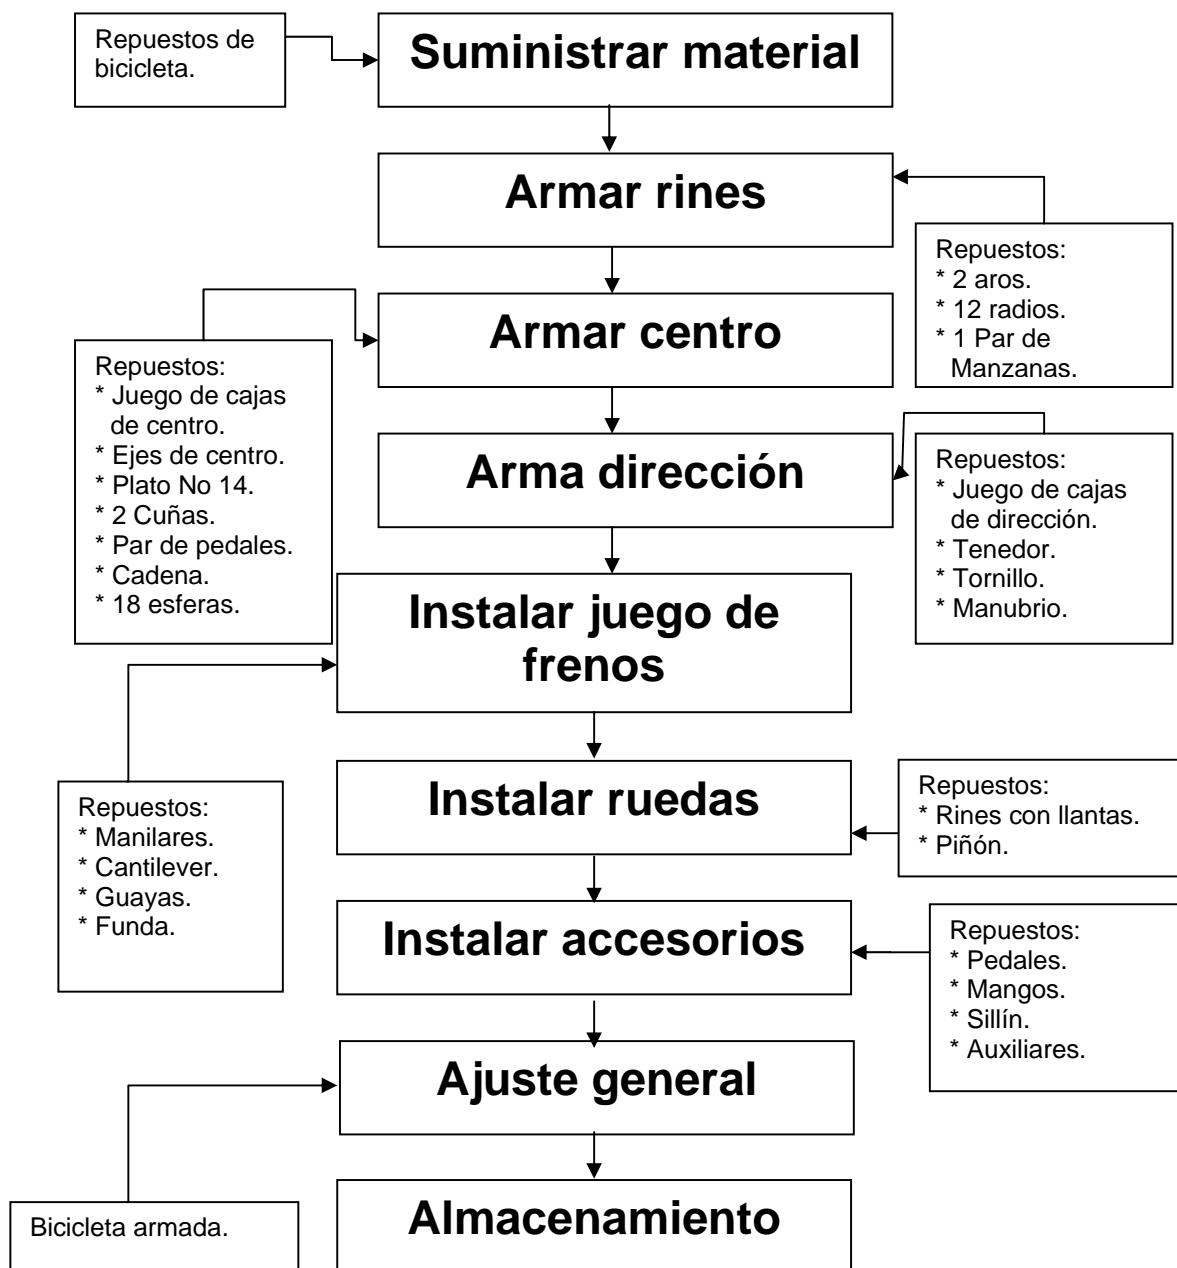 Repuestos de
bicicleta.
Suministrar material
Armar rines
Repuestos:
* 2 aros.
* 12 radios.
* 1 Par de
Manzanas.
Armar centro
Repuestos:
* Juego de cajas
de centro.
* Ejes de centro.
* Plato No 14.
* 2 Cuñas.
* Par de pedales.
* Cadena.
* 18 esferas.
Arma dirección
Repuestos:
* Juego de cajas
de dirección.
* Tenedor.
* Tornillo.
* Manubrio.
Instalar juego de
frenos
Repuestos:
* Manilares.
* Cantilever.
* Guayas.
* Funda.
Instalar ruedas
Repuestos:
* Rines con llantas.
* Piñón.
Instalar accesorios
Repuestos:
* Pedales.
* Mangos.
* Sillín.
* Auxiliares.
Ajuste general
Bicicleta armada.
Almacenamiento